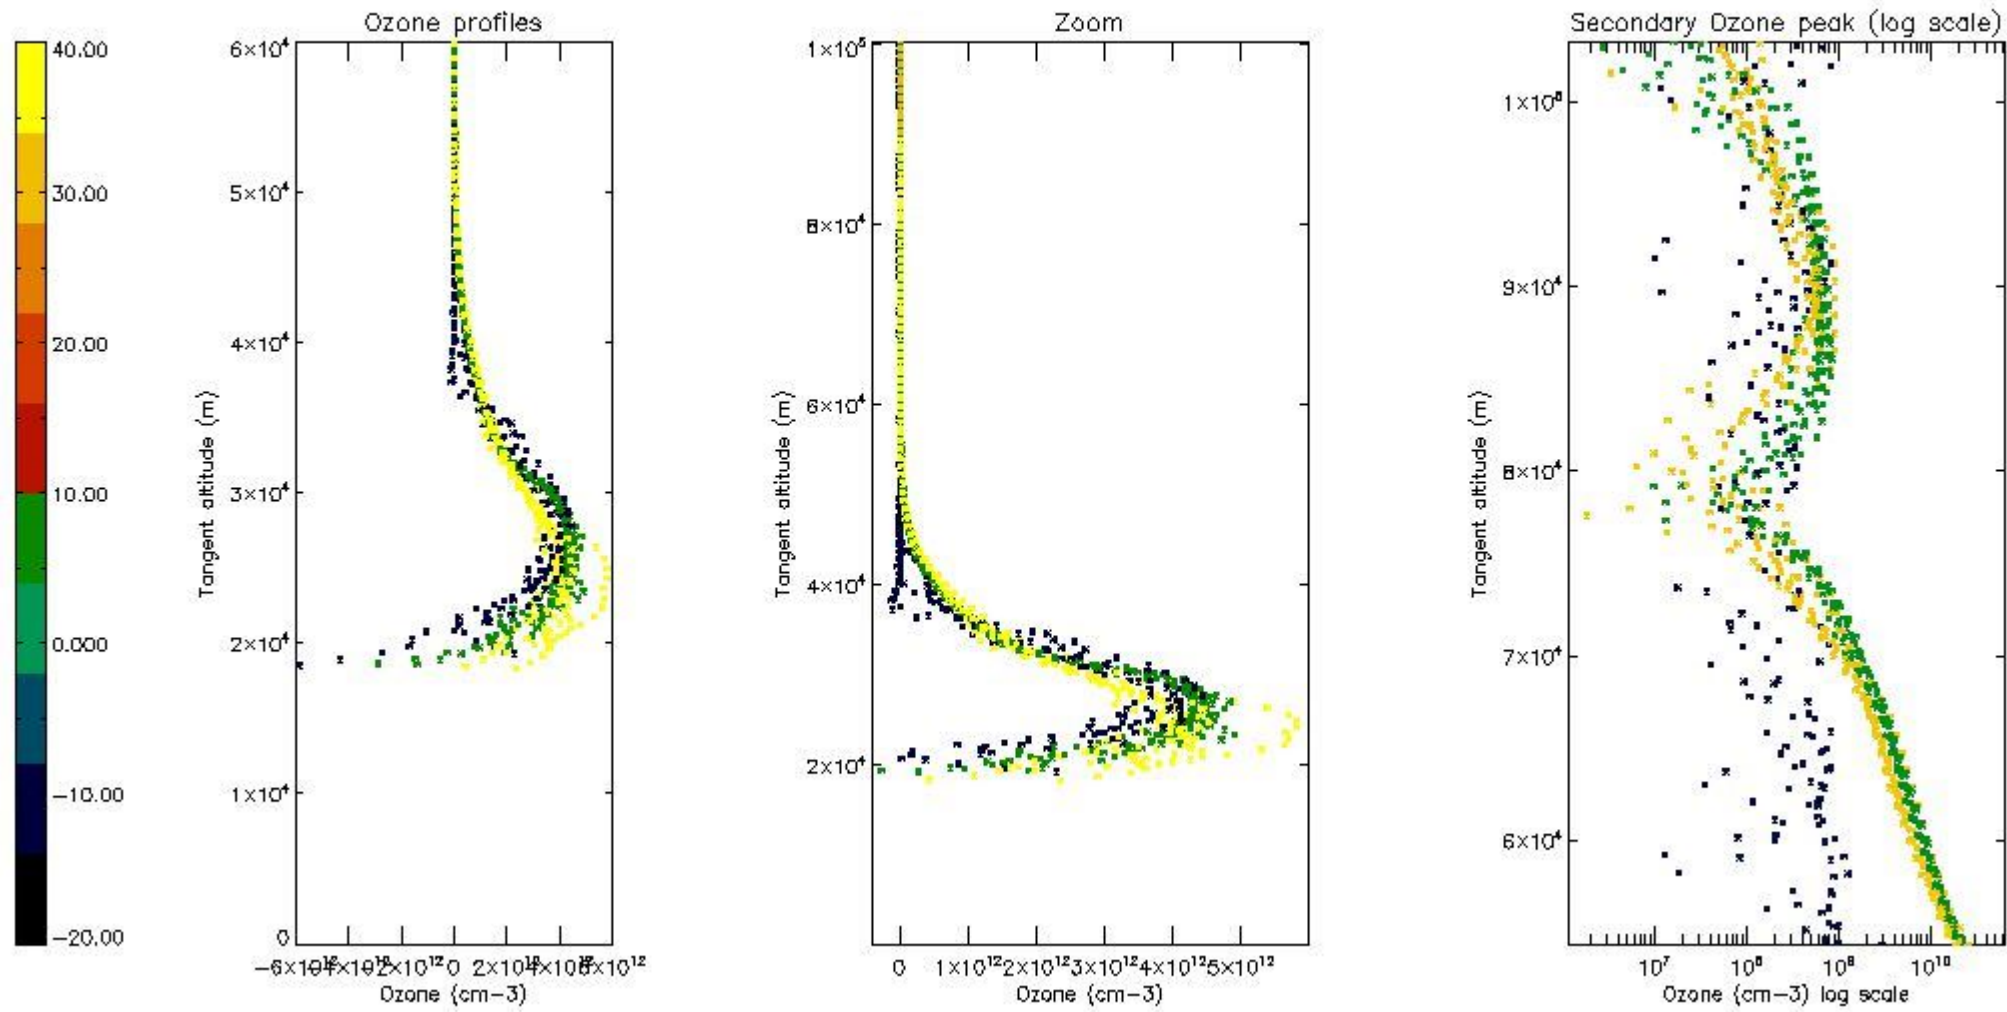 Ozone profiles
Zoom
Secondary Ozone peak (log scale)
40.00
30.00
20.00
10.00
0.000
−10.00
−20.00
6×10⁴
5×10⁴
4×10⁴
3×10⁴
2×10⁴
1×10⁴
0
Tangent altitude (m)
0
Ozone (cm−3)
1×10⁵
8×10⁴
6×10⁴
4×10⁴
2×10⁴
Tangent altitude (m)
0 1×10¹² 2×10¹² 3×10¹² 4×10¹² 5×10¹²
Ozone (cm−3)
9×10⁴
8×10⁴
7×10⁴
6×10⁴
Tangent altitude (m)
10⁷ 10⁸ 10⁹ 10¹⁰
Ozone (cm−3) log scale